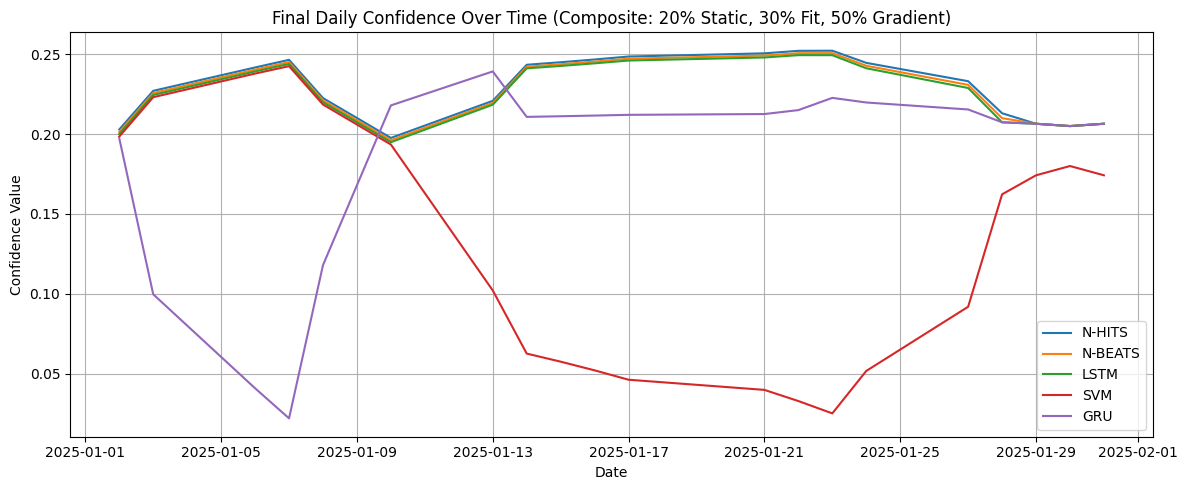 Final Daily Confidence Over Time (Composite: 20% Static, 30% Fit, 50% Gradient)
Confidence Value
0.25
0.20
0.15
0.10
0.05
N-HITS
N-BEATS
LSTM
SVM
GRU
2025-01-01 2025-01-05 2025-01-09 2025-01-13 2025-01-17 2025-01-21 2025-01-25 2025-01-29 2025-02-01
Date